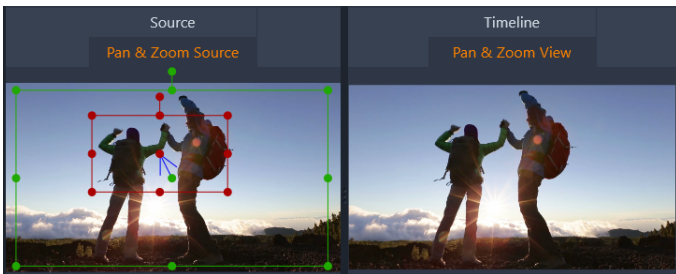 Source
Timeline
Pan & Zoom Source
Pan & Zoom View